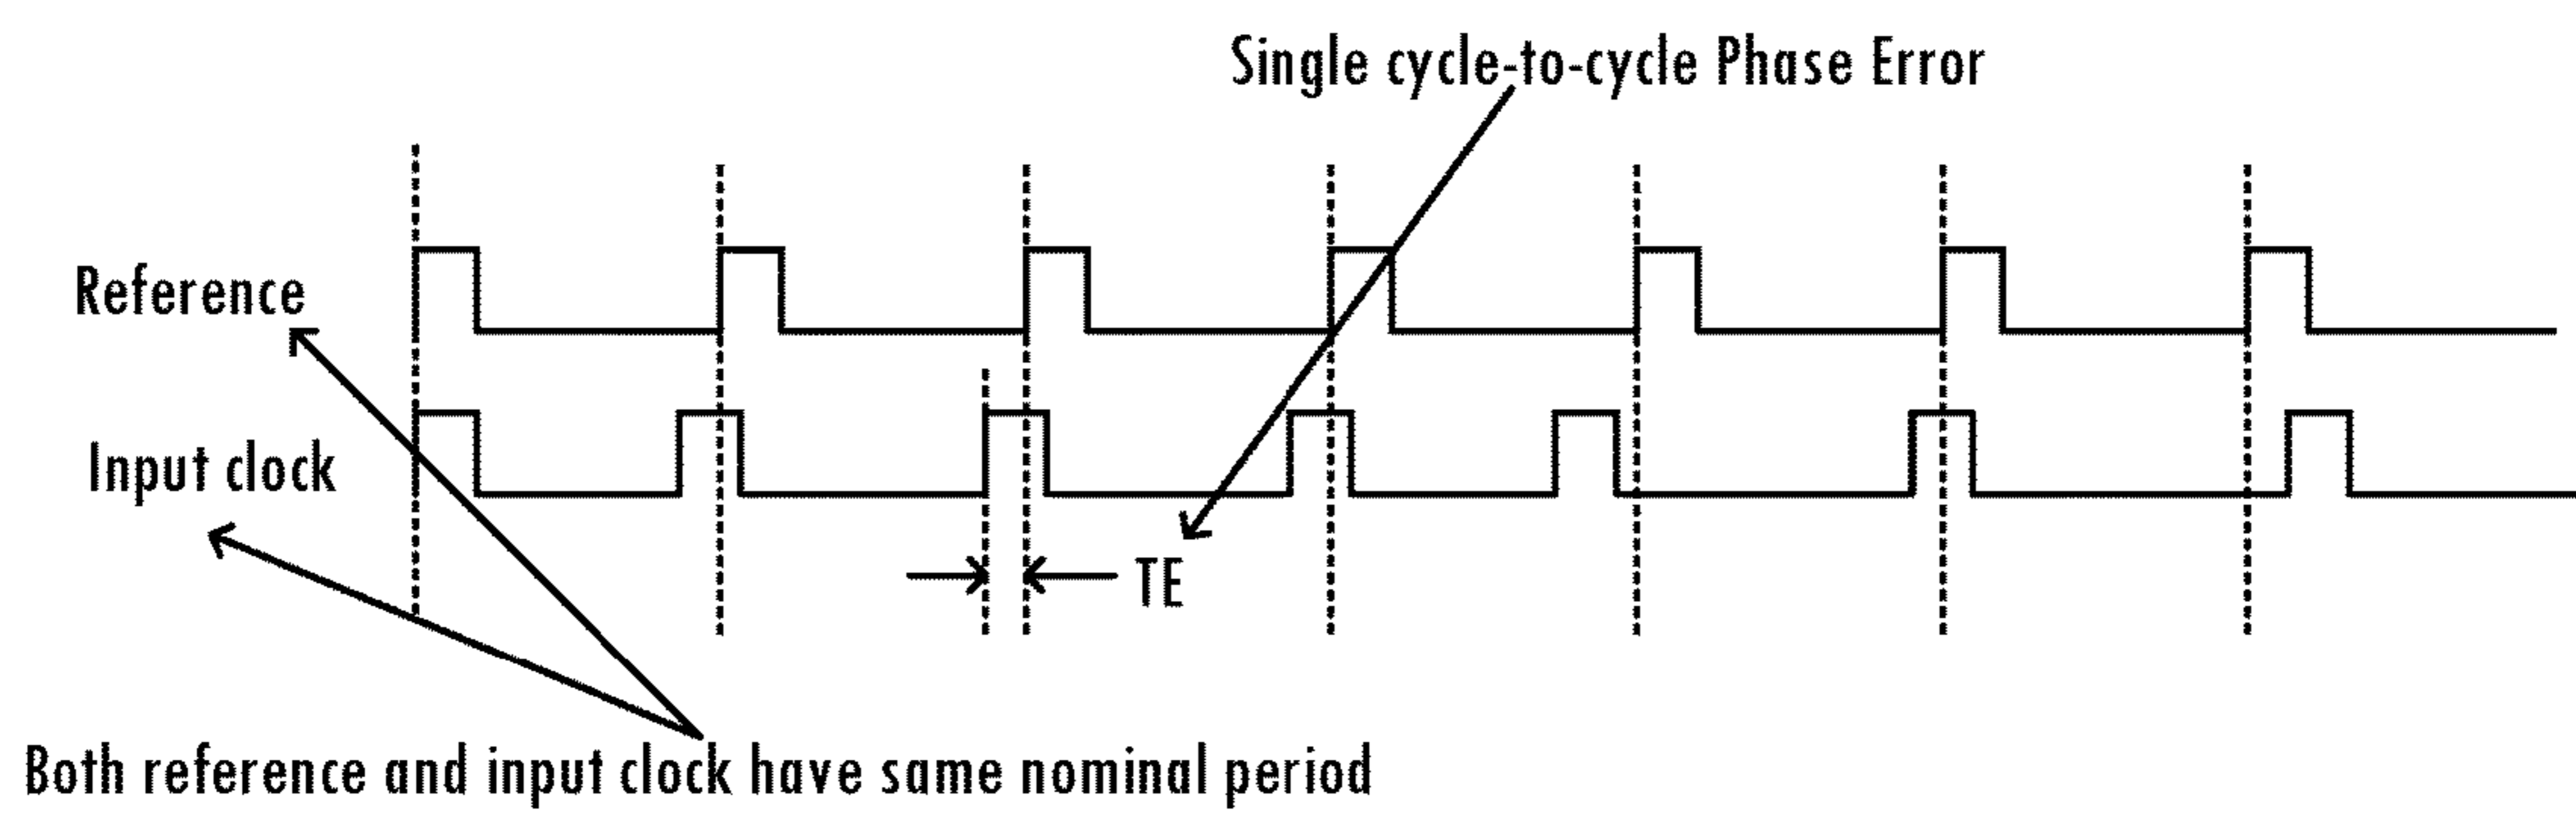 Single cycle-to-cycle Phase Error
Reference
Input clock
TE
Both reference and input clock have same nominal period